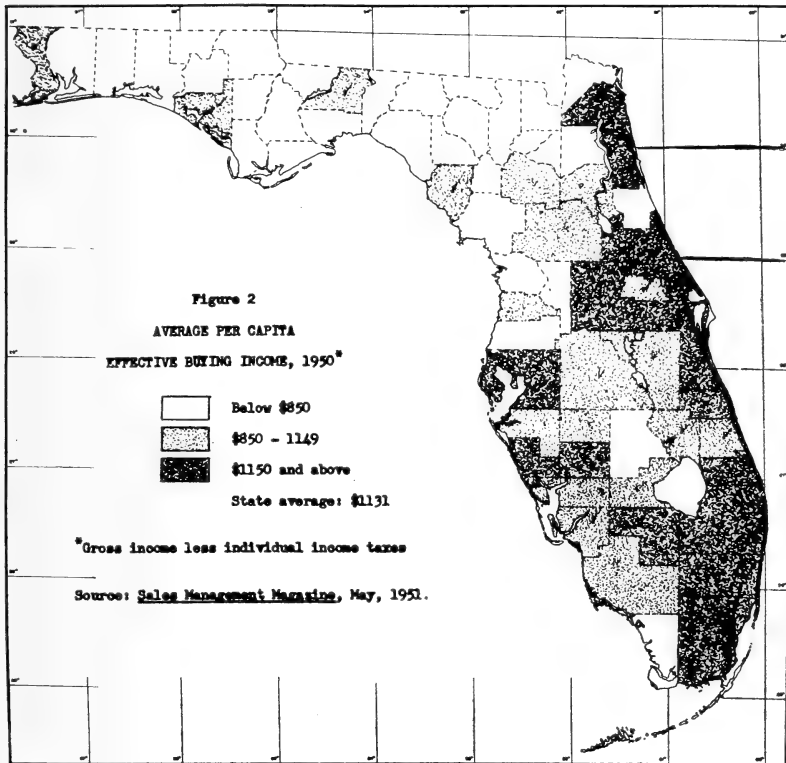 Figure 2
AVERAGE PER CAPITA
EFFECTIVE BUYING INCOME, 1950*
Below $850
$850 - 1149
$1150 and above
State average: $1131
*Gross income less individual income taxes
Source: Sales Management Magazine, May, 1951.